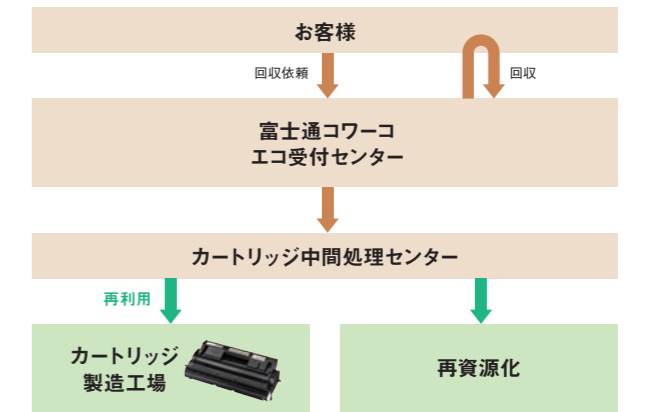 お客様
回収依頼
回収
富士通コワーコ
エコ受付センター
カートリッジ中間処理センター
再利用
カートリッジ
製造工場
再資源化